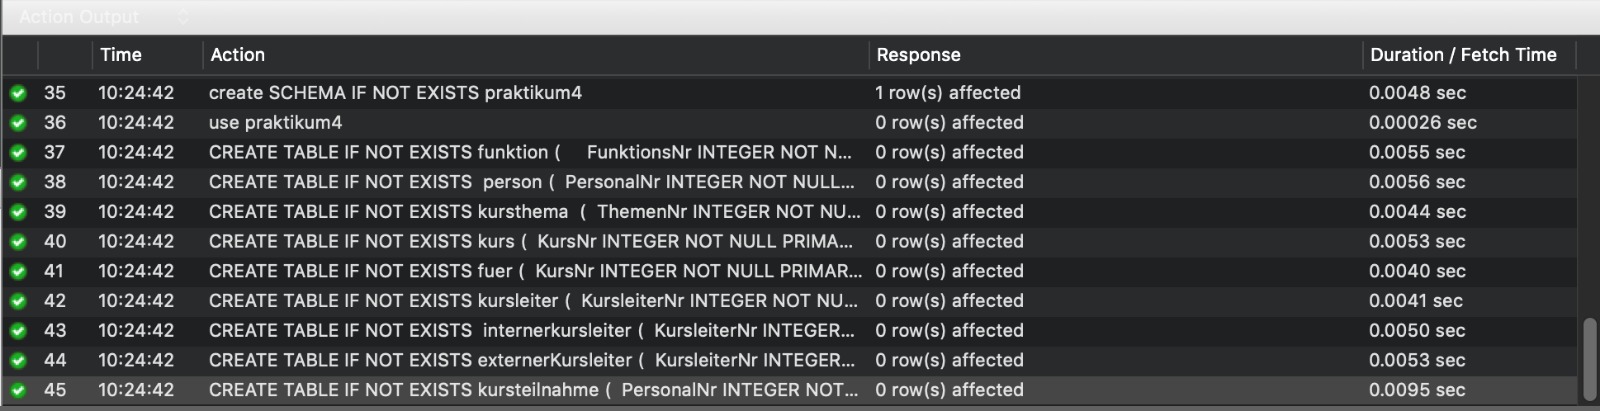 Action Output
Time Action Response Duration / Fetch Time
35 10:24:42 create SCHEMA IF NOT EXISTS praktikum4 1 row(s) affected 0.0048 sec
36 10:24:42 use praktikum4 0 row(s) affected 0.00026 sec
37 10:24:42 CREATE TABLE IF NOT EXISTS funktion ( FunktionsNr INTEGER NOT N... 0 row(s) affected 0.0055 sec
38 10:24:42 CREATE TABLE IF NOT EXISTS person ( PersonalNr INTEGER NOT NULL... 0 row(s) affected 0.0056 sec
39 10:24:42 CREATE TABLE IF NOT EXISTS kursthema ( ThemenNr INTEGER NOT NU... 0 row(s) affected 0.0044 sec
40 10:24:42 CREATE TABLE IF NOT EXISTS kurs ( KursNr INTEGER NOT NULL PRIMA... 0 row(s) affected 0.0053 sec
41 10:24:42 CREATE TABLE IF NOT EXISTS fuer ( KursNr INTEGER NOT NULL PRIMAR... 0 row(s) affected 0.0040 sec
42 10:24:42 CREATE TABLE IF NOT EXISTS kursleiter ( KursleiterNr INTEGER NOT NU... 0 row(s) affected 0.0041 sec
43 10:24:42 CREATE TABLE IF NOT EXISTS internerkursleiter ( KursleiterNr INTEGER... 0 row(s) affected 0.0050 sec
44 10:24:42 CREATE TABLE IF NOT EXISTS externerKursleiter ( KursleiterNr INTEGER... 0 row(s) affected 0.0053 sec
45 10:24:42 CREATE TABLE IF NOT EXISTS kursteilnahme ( PersonalNr INTEGER NOT... 0 row(s) affected 0.0095 sec